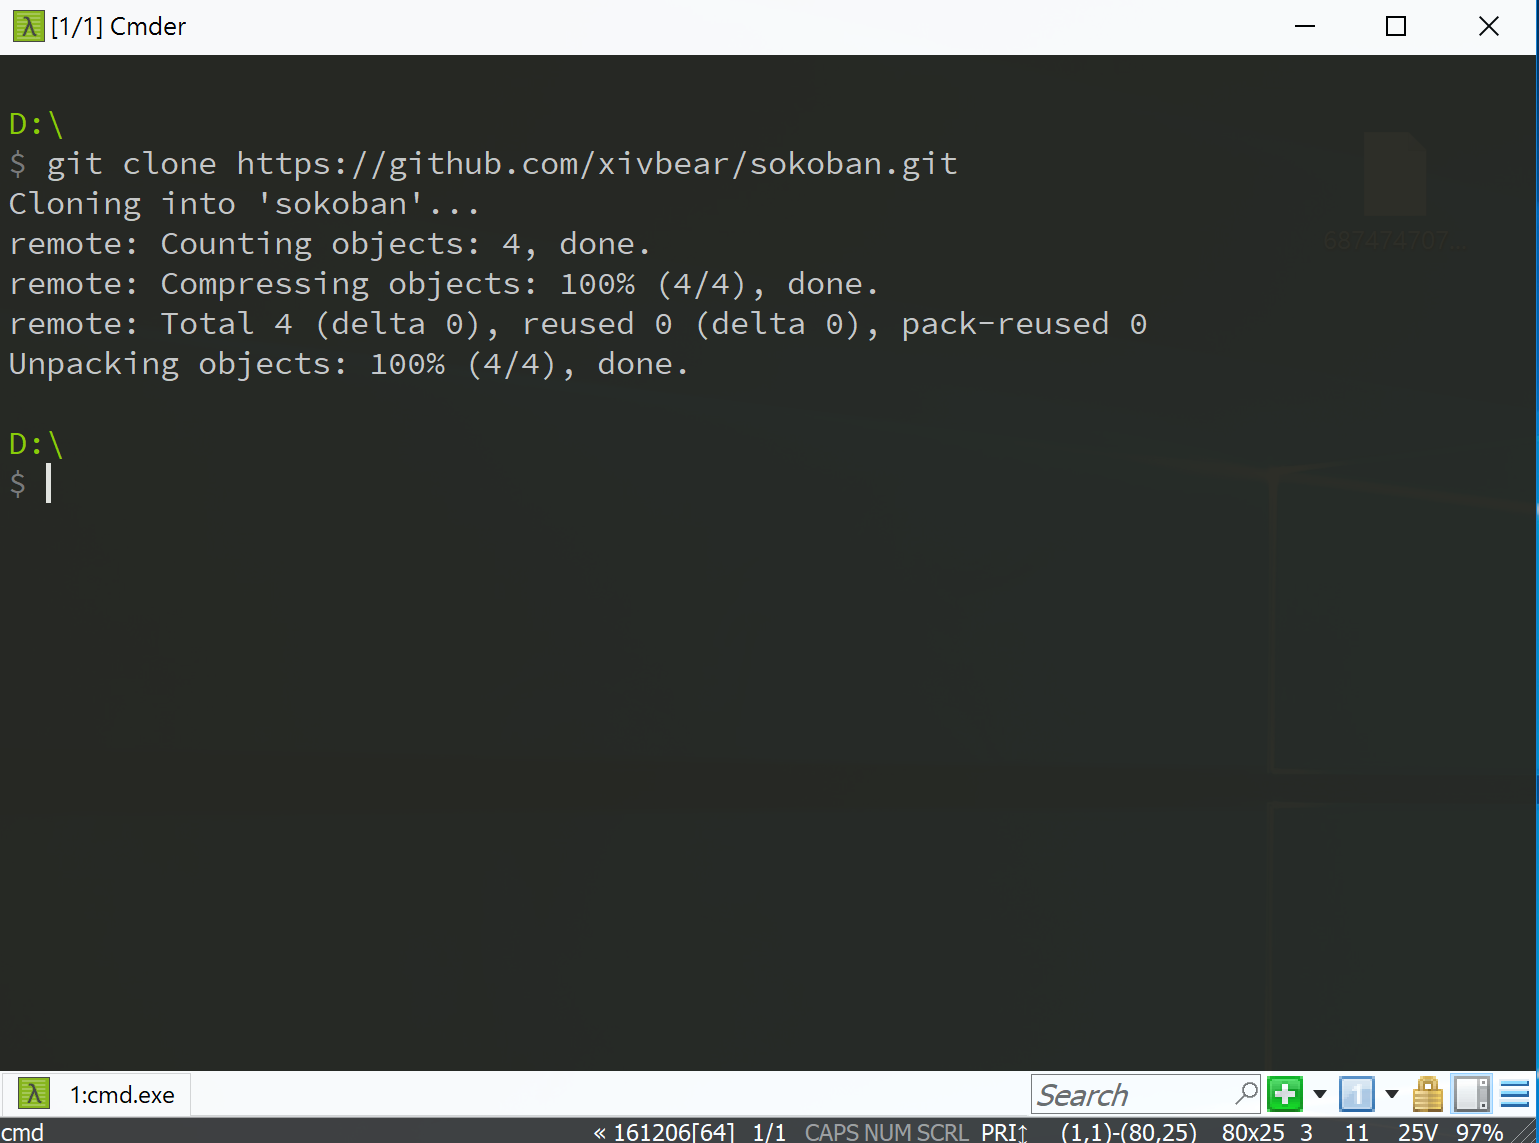 λ [1/1] Cmder
D:\
$ git clone https://github.com/xivbear/sokoban.git
Cloning into 'sokoban'...
remote: Counting objects: 4, done.
remote: Compressing objects: 100% (4/4), done.
remote: Total 4 (delta 0), reused 0 (delta 0), pack-reused 0
Unpacking objects: 100% (4/4), done.
D:\
$
687474707...
λ 1:cmd.exe
Search
1
cmd
« 161206[64] 1/1 CAPS NUM SCRL PRI↕ (1,1)-(80,25) 80x25 3 11 25V 97%